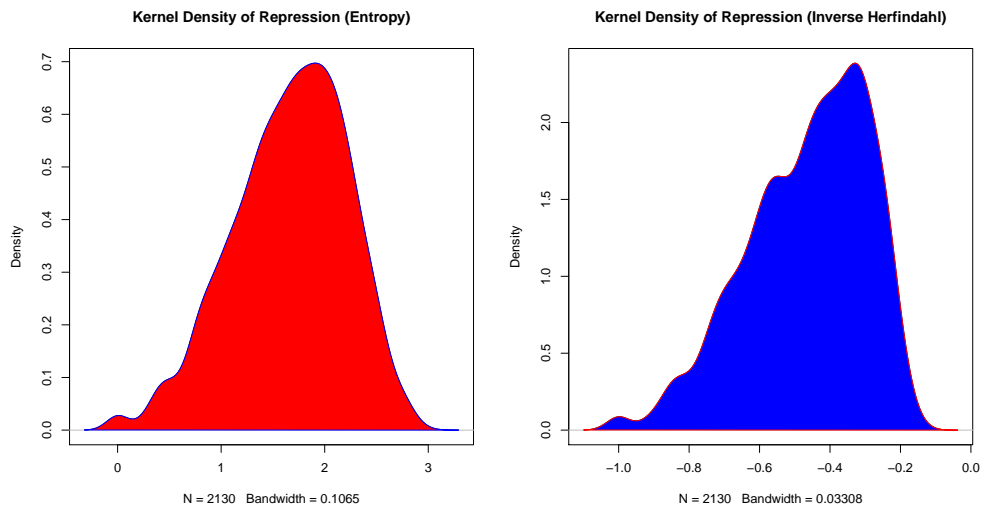 Kernel Density of Repression (Entropy)
Density
0.0
0.1
0.2
0.3
0.4
0.5
0.6
0.7
0 1 2 3
N = 2130 Bandwidth = 0.1065
Kernel Density of Repression (Inverse Herfindahl)
Density
0.0
0.5
1.0
1.5
2.0
−1.0 −0.8 −0.6 −0.4 −0.2 0.0
N = 2130 Bandwidth = 0.03308